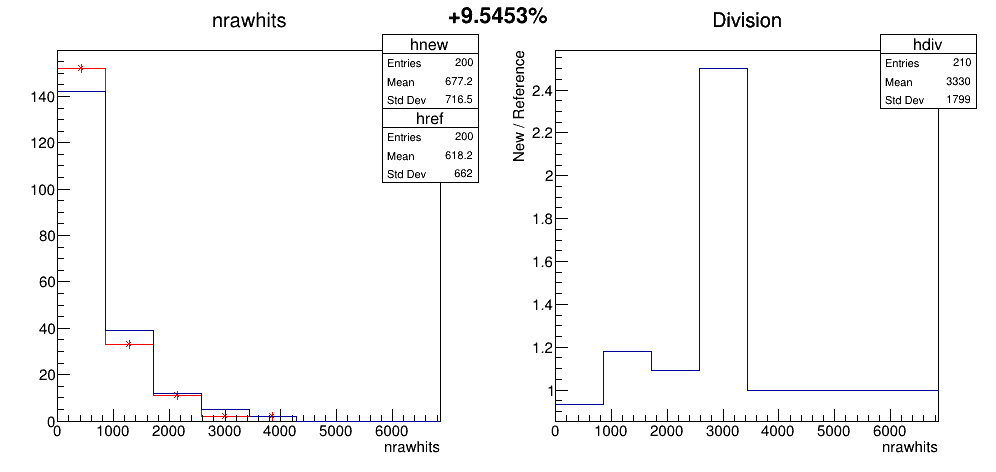 +9.5453%
nrawhits
hnew
Entries 200
Mean 677.2
Std Dev 716.5
href
Entries 200
Mean 618.2
Std Dev 662
140
120
100
80
60
40
20
0
0 1000 2000 3000 4000 5000 6000
nrawhits
Division
hdiv
Entries 210
Mean 3330
Std Dev 1799
New / Reference
2.4
2.2
2
1.8
1.6
1.4
1.2
1
0 1000 2000 3000 4000 5000 6000
nrawhits